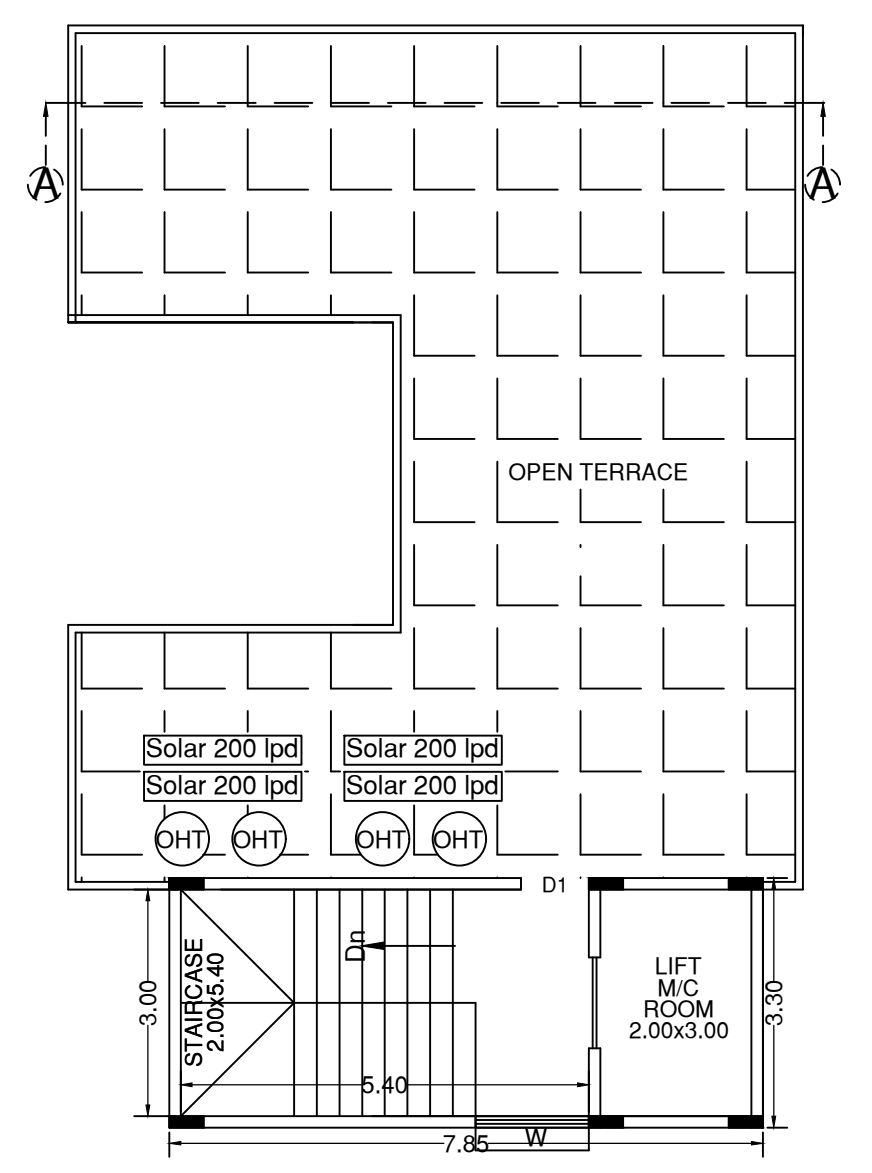 A
A
OPEN TERRACE
Solar 200 lpd
Solar 200 lpd
Solar 200 lpd
Solar 200 lpd
OHT
OHT
OHT
OHT
D1
Dn
STAIRCASE
2.00x5.40
3.00
LIFT
M/C
ROOM
2.00x3.00
3.30
5.40
W
7.85